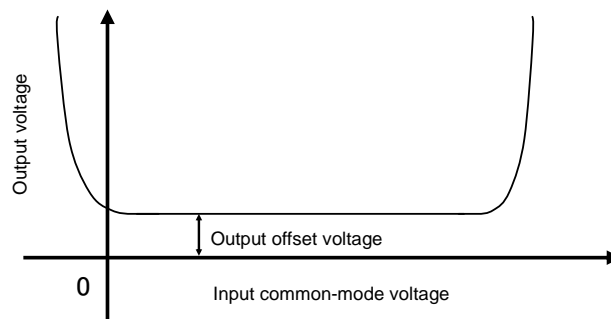 Output voltage
Output offset voltage
0
Input common-mode voltage